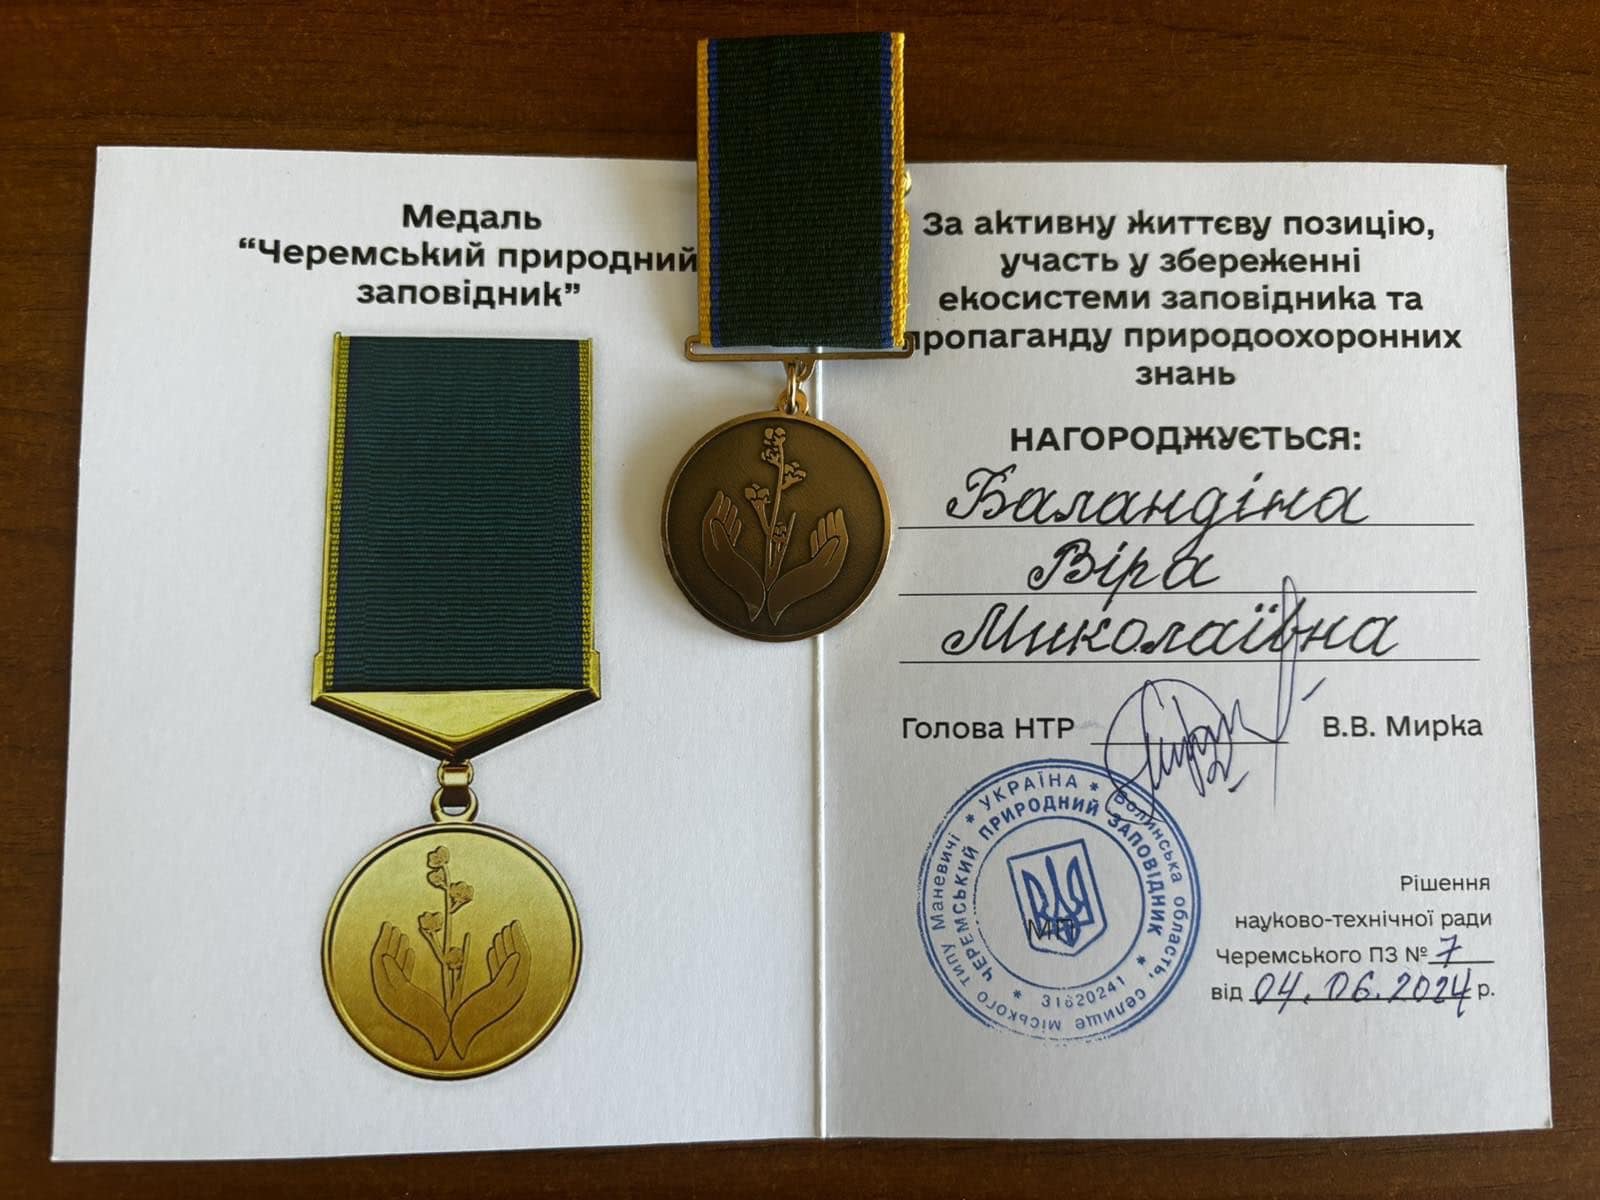 Медаль
“Черемський природний
заповідник”
За активну життєву позицію,
участь у збереженні
екосистеми заповідника та
пропаганду природоохоронних
знань
НАГОРОДЖУЄТЬСЯ:
Баландіна
Віра
Миколаївна
Голова НТР В.В. Мирка
* УКРАЇНА * Волинська область, селище міського типу Маневичі
ЧЕРЕМСЬКИЙ ПРИРОДНИЙ ЗАПОВІДНИК
* 31620241 *
МП
Рішення
науково-технічної ради
Черемського ПЗ № 7
від 04.06.2024 р.